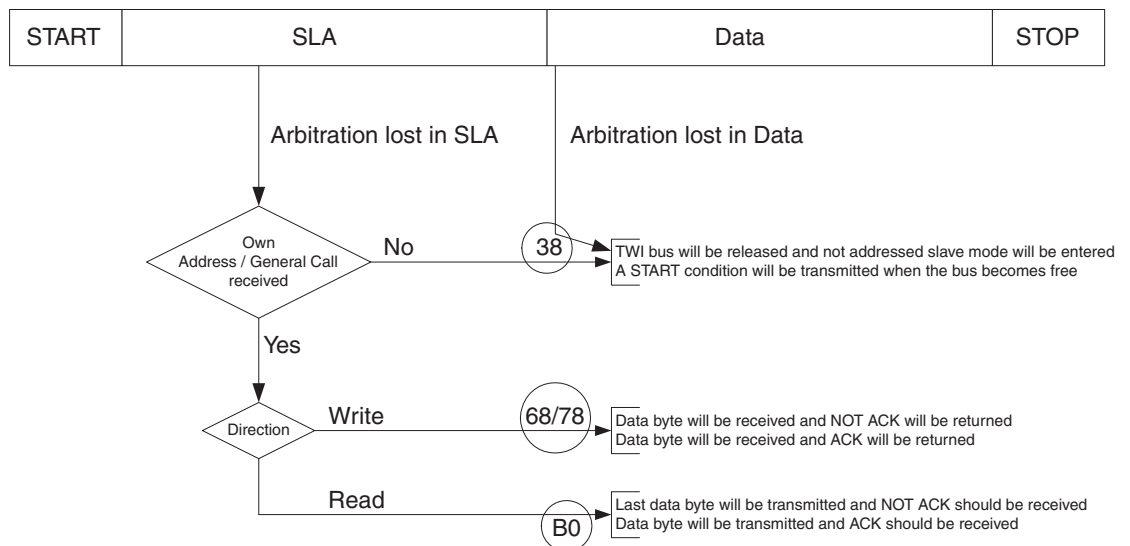 START SLA Data STOP
Arbitration lost in SLA Arbitration lost in Data
Own
Address / General Call
received
No
38
TWI bus will be released and not addressed slave mode will be entered
A START condition will be transmitted when the bus becomes free
Yes
Direction
Write
68/78
Data byte will be received and NOT ACK will be returned
Data byte will be received and ACK will be returned
Read
B0
Last data byte will be transmitted and NOT ACK should be received
Data byte will be transmitted and ACK should be received